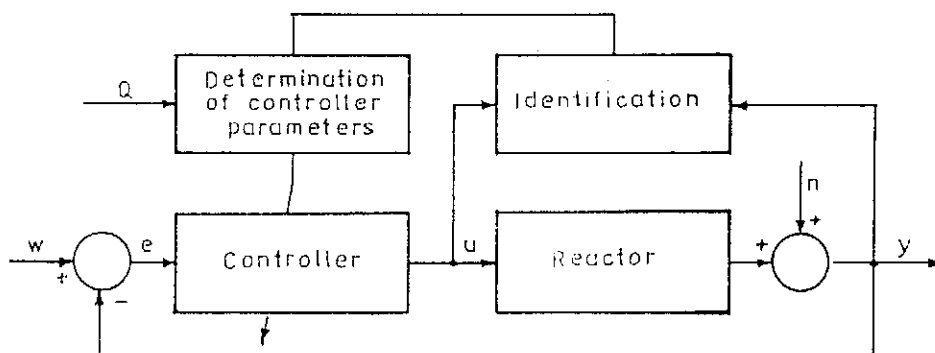 Determination
of controller
parameters
Identification
Q
n
+
w
e
Controller
u
Reactor
+
y
+
-